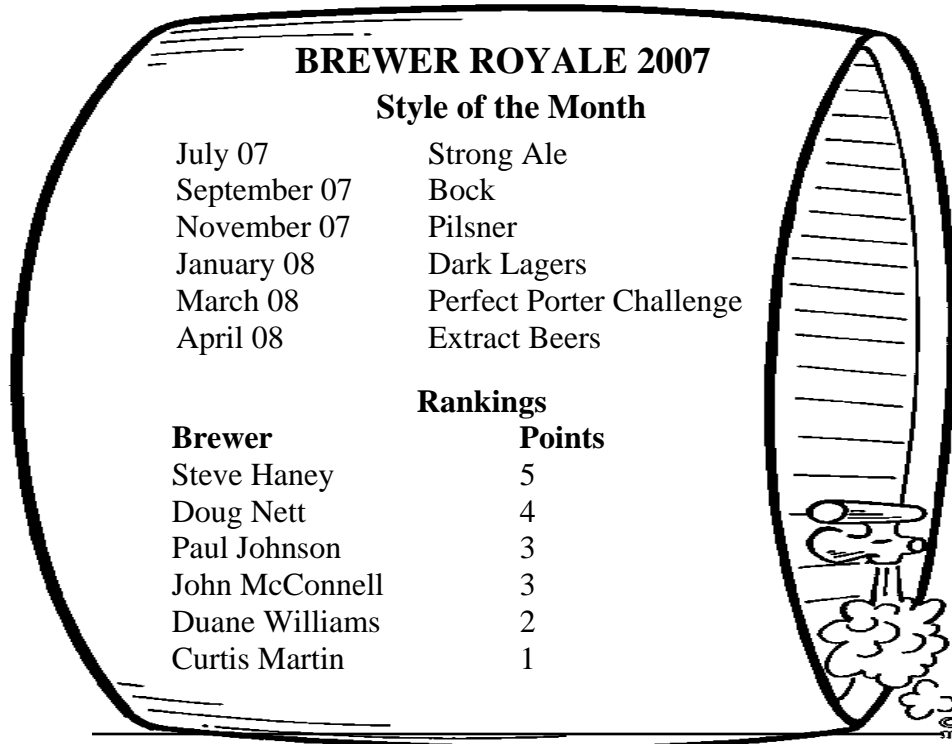 BREWER ROYALE 2007
Style of the Month
July 07 Strong Ale
September 07 Bock
November 07 Pilsner
January 08 Dark Lagers
March 08 Perfect Porter Challenge
April 08 Extract Beers
Rankings
Brewer Points
Steve Haney 5
Doug Nett 4
Paul Johnson 3
John McConnell 3
Duane Williams 2
Curtis Martin 1